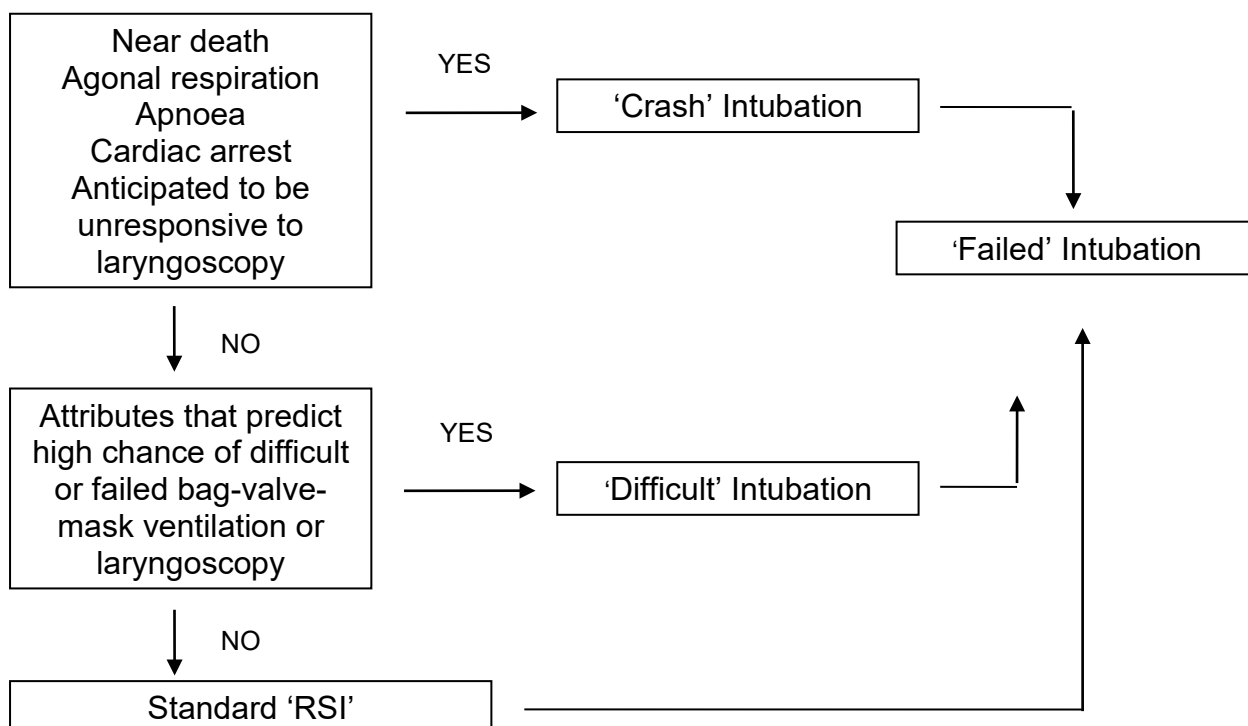 Near death
Agonal respiration
Apnoea
Cardiac arrest
Anticipated to be
unresponsive to
laryngoscopy
YES
‘Crash’ Intubation
‘Failed’ Intubation
NO
Attributes that predict
high chance of difficult
or failed bag-valve-
mask ventilation or
laryngoscopy
YES
‘Difficult’ Intubation
NO
Standard ‘RSI’